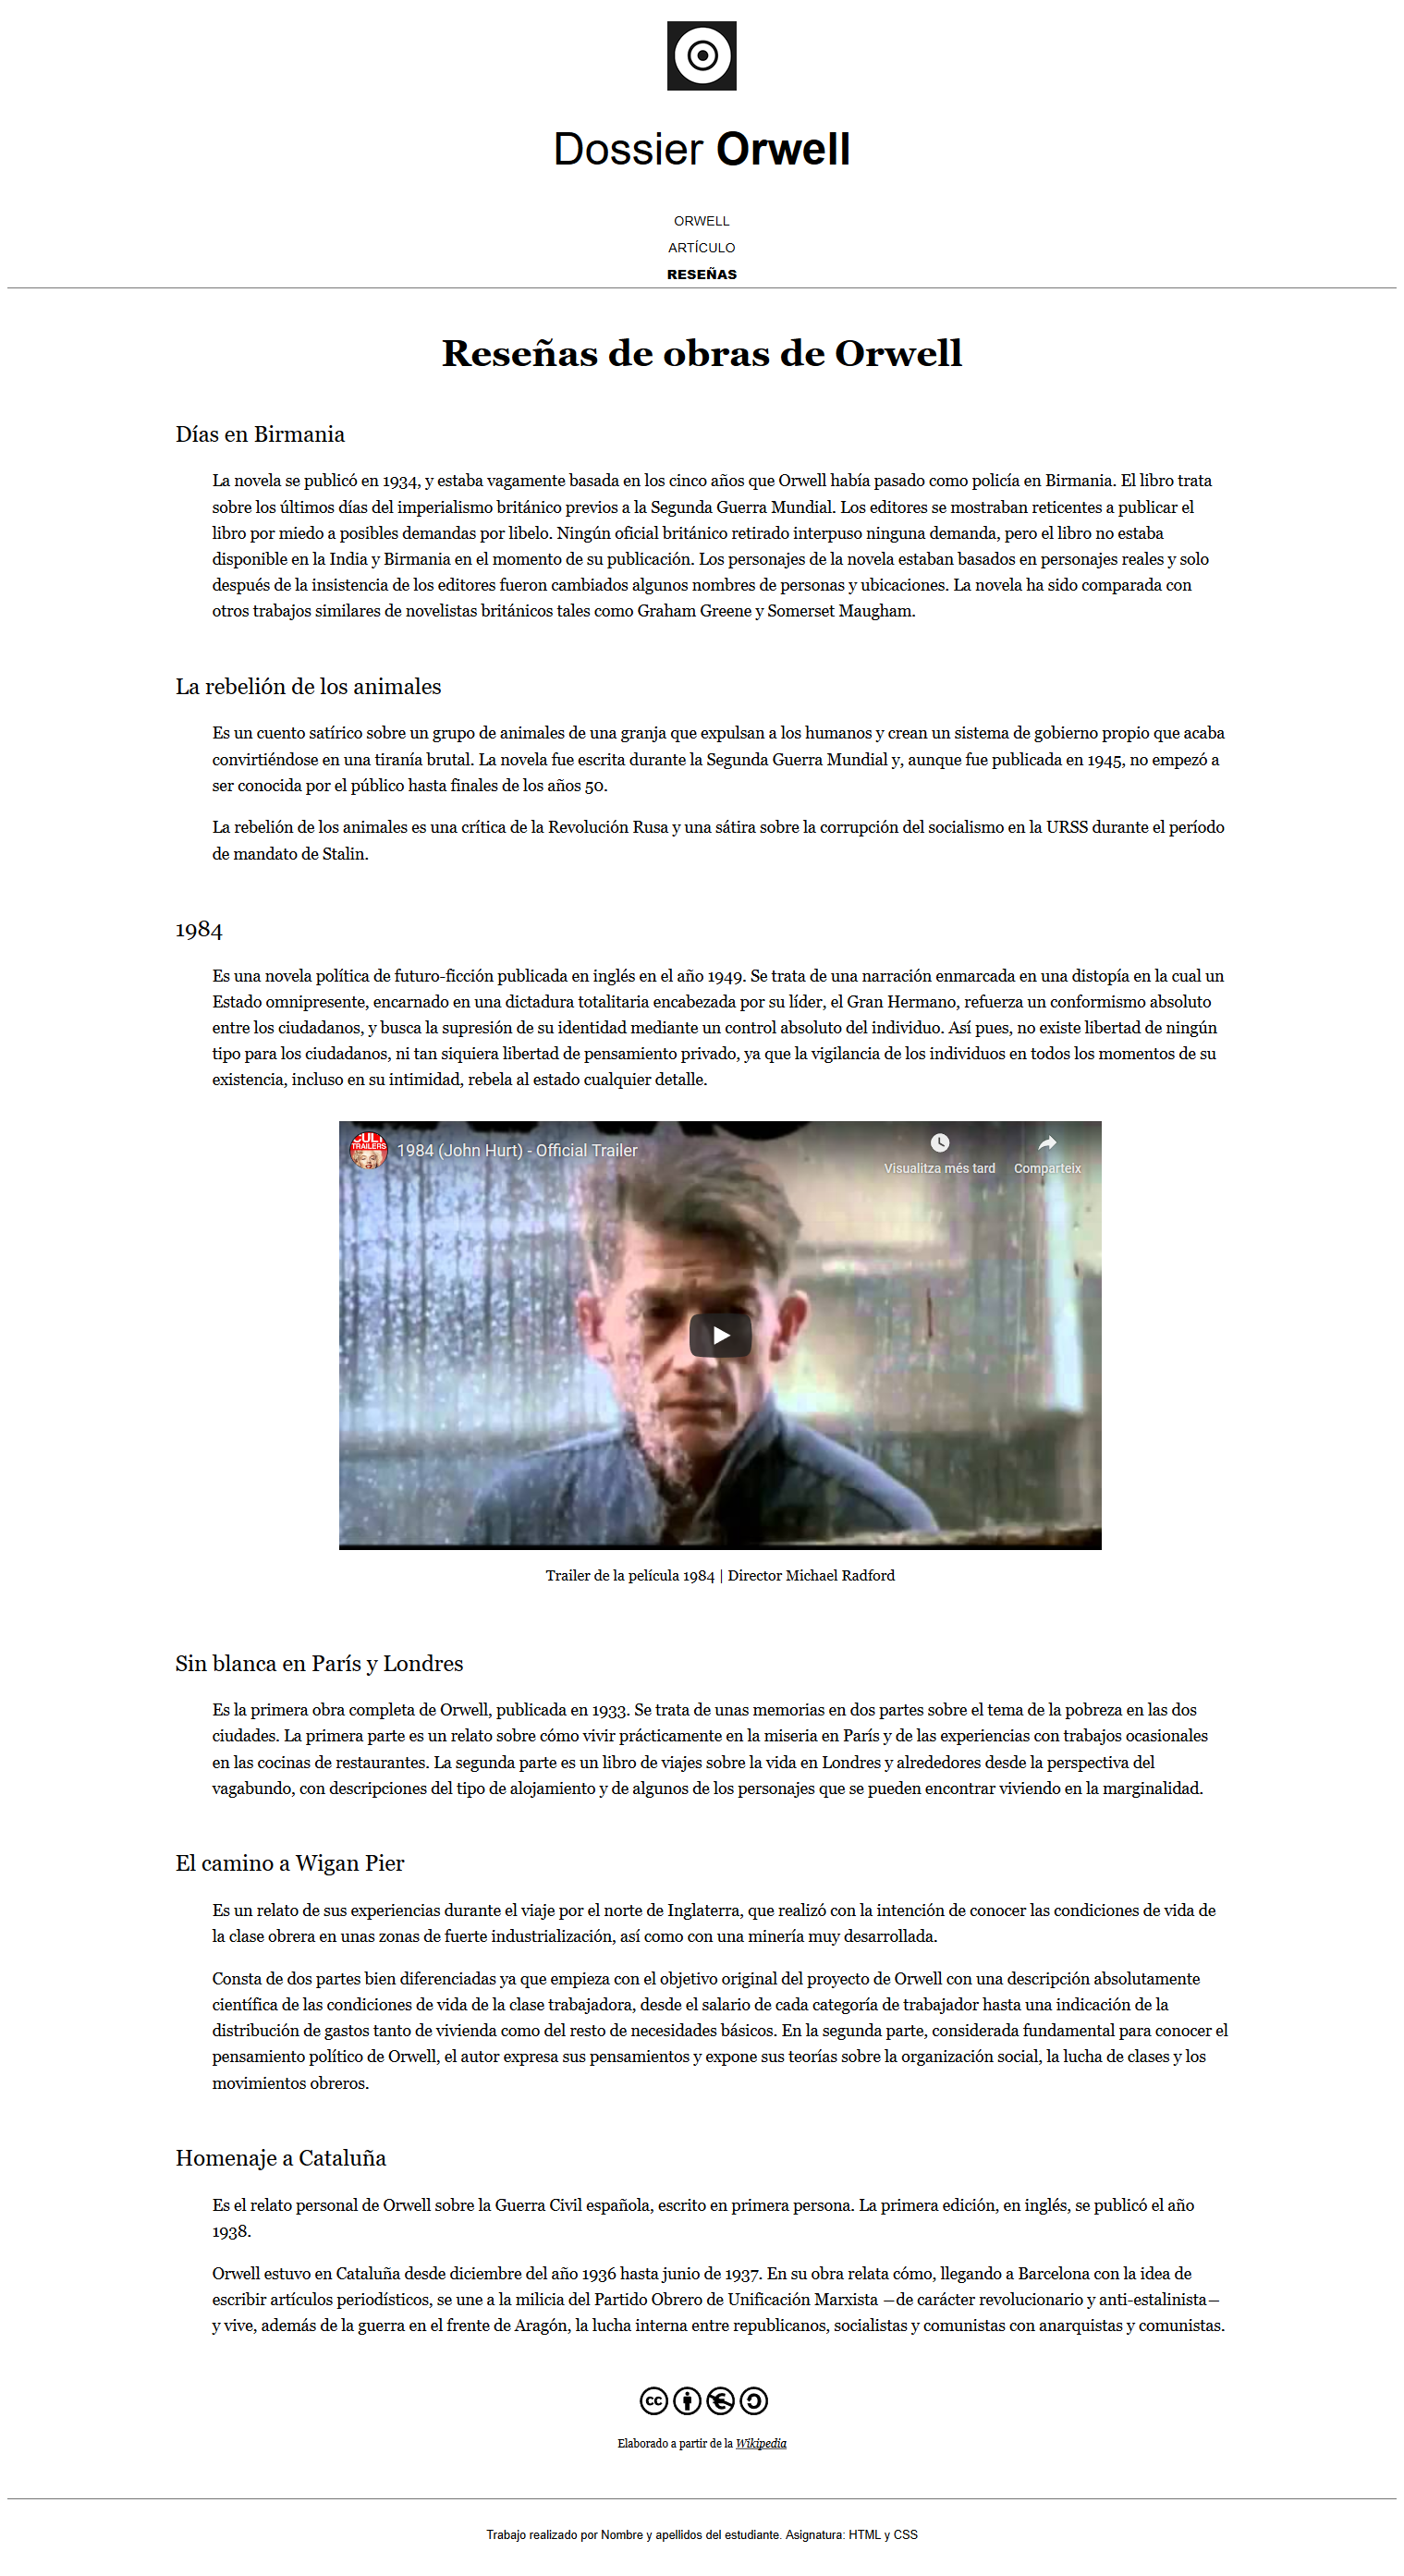 Dossier Orwell
ORWELL
ARTÍCULO
RESEÑAS
Reseñas de obras de Orwell
Días en Birmania
La novela se publicó en 1934, y estaba vagamente basada en los cinco años que Orwell había pasado como policía en Birmania. El libro trata
sobre los últimos días del imperialismo británico previos a la Segunda Guerra Mundial. Los editores se mostraban reticentes a publicar el
libro por miedo a posibles demandas por libelo. Ningún oficial británico retirado interpuso ninguna demanda, pero el libro no estaba
disponible en la India y Birmania en el momento de su publicación. Los personajes de la novela estaban basados en personajes reales y solo
después de la insistencia de los editores fueron cambiados algunos nombres de personas y ubicaciones. La novela ha sido comparada con
otros trabajos similares de novelistas británicos tales como Graham Greene y Somerset Maugham.
La rebelión de los animales
Es un cuento satírico sobre un grupo de animales de una granja que expulsan a los humanos y crean un sistema de gobierno propio que acaba
convirtiéndose en una tiranía brutal. La novela fue escrita durante la Segunda Guerra Mundial y, aunque fue publicada en 1945, no empezó a
ser conocida por el público hasta finales de los años 50.
La rebelión de los animales es una crítica de la Revolución Rusa y una sátira sobre la corrupción del socialismo en la URSS durante el período
de mandato de Stalin.
1984
Es una novela política de futuro-ficción publicada en inglés en el año 1949. Se trata de una narración enmarcada en una distopía en la cual un
Estado omnipresente, encarnado en una dictadura totalitaria encabezada por su líder, el Gran Hermano, refuerza un conformismo absoluto
entre los ciudadanos, y busca la supresión de su identidad mediante un control absoluto del individuo. Así pues, no existe libertad de ningún
tipo para los ciudadanos, ni tan siquiera libertad de pensamiento privado, ya que la vigilancia de los individuos en todos los momentos de su
existencia, incluso en su intimidad, rebela al estado cualquier detalle.
CULT
TRAILERS
1984 (John Hurt) - Official Trailer
Visualitza més tard
Comparteix
Trailer de la película 1984 | Director Michael Radford
Sin blanca en París y Londres
Es la primera obra completa de Orwell, publicada en 1933. Se trata de unas memorias en dos partes sobre el tema de la pobreza en las dos
ciudades. La primera parte es un relato sobre cómo vivir prácticamente en la miseria en París y de las experiencias con trabajos ocasionales
en las cocinas de restaurantes. La segunda parte es un libro de viajes sobre la vida en Londres y alrededores desde la perspectiva del
vagabundo, con descripciones del tipo de alojamiento y de algunos de los personajes que se pueden encontrar viviendo en la marginalidad.
El camino a Wigan Pier
Es un relato de sus experiencias durante el viaje por el norte de Inglaterra, que realizó con la intención de conocer las condiciones de vida de
la clase obrera en unas zonas de fuerte industrialización, así como con una minería muy desarrollada.
Consta de dos partes bien diferenciadas ya que empieza con el objetivo original del proyecto de Orwell con una descripción absolutamente
científica de las condiciones de vida de la clase trabajadora, desde el salario de cada categoría de trabajador hasta una indicación de la
distribución de gastos tanto de vivienda como del resto de necesidades básicos. En la segunda parte, considerada fundamental para conocer el
pensamiento político de Orwell, el autor expresa sus pensamientos y expone sus teorías sobre la organización social, la lucha de clases y los
movimientos obreros.
Homenaje a Cataluña
Es el relato personal de Orwell sobre la Guerra Civil española, escrito en primera persona. La primera edición, en inglés, se publicó el año
1938.
Orwell estuvo en Cataluña desde diciembre del año 1936 hasta junio de 1937. En su obra relata cómo, llegando a Barcelona con la idea de
escribir artículos periodísticos, se une a la milicia del Partido Obrero de Unificación Marxista —de carácter revolucionario y anti-estalinista—
y vive, además de la guerra en el frente de Aragón, la lucha interna entre republicanos, socialistas y comunistas con anarquistas y comunistas.
cc
Elaborado a partir de la Wikipedia
Trabajo realizado por Nombre y apellidos del estudiante. Asignatura: HTML y CSS